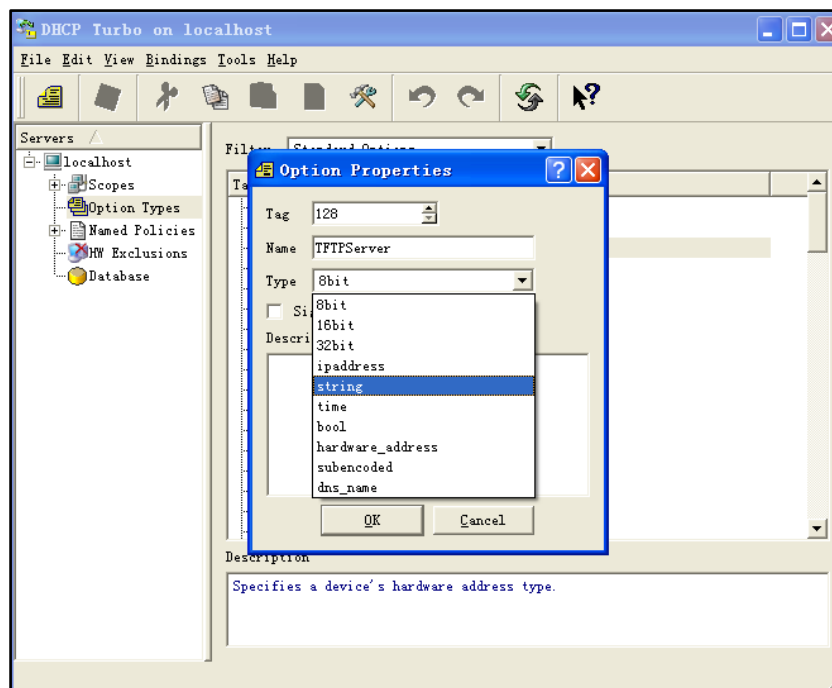 DHCP Turbo on localhost
File Edit View Bindings Tools Help
Servers
localhost
Scopes
Option Types
Named Policies
HW Exclusions
Database
Option Properties
Tag 128
Name TFTPServer
Type 8bit
8bit
16bit
32bit
ipaddress
string
time
bool
hardware_address
subencoded
dns_name
OK Cancel
Description
Specifies a device's hardware address type.